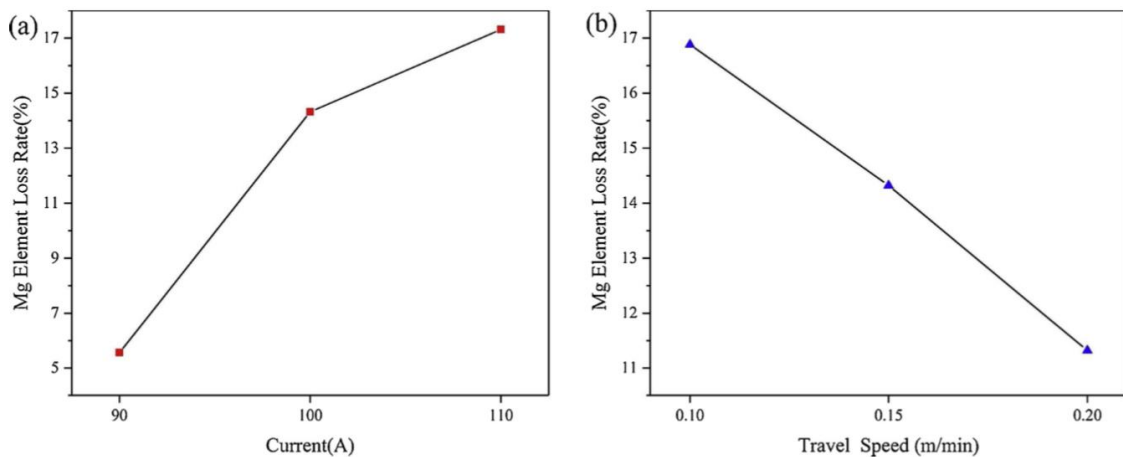 (a)
Mg Element Loss Rate(%)
17
15
13
11
9
7
5
90 100 110
Current(A)
(b)
Mg Element Loss Rate(%)
17
16
15
14
13
12
11
0.10 0.15 0.20
Travel Speed (m/min)